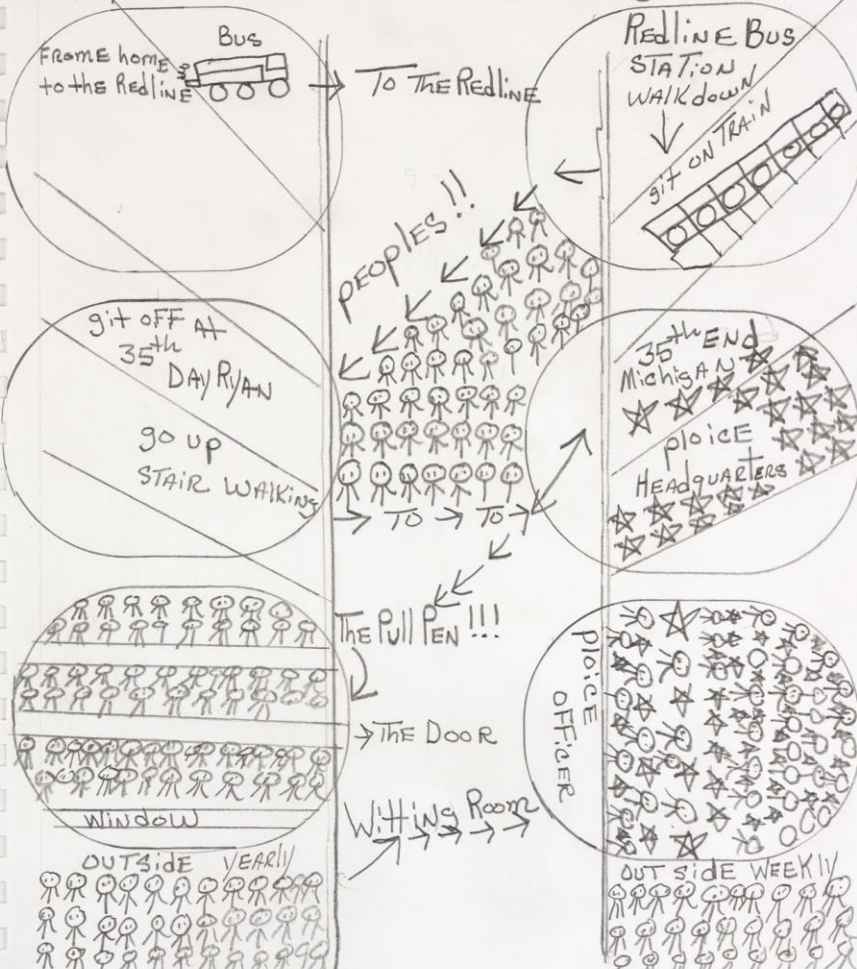 FROME home
to the Redline
Bus
→ To The Redline
Redline Bus
STATION
WALKDOWN
git ON TRAIN
peoples!!
git OFF At
35th
DAY RYAN
go up
STAIR WALKING
35th END
MichigAN
ploice
HEADquARtERS
→ TO → TO →
The Pull PEN!!!
→ The DOOR
WINDOW
Witting Room
ploice
OFFicER
OUTSide YEARly
OUT side WEEKly